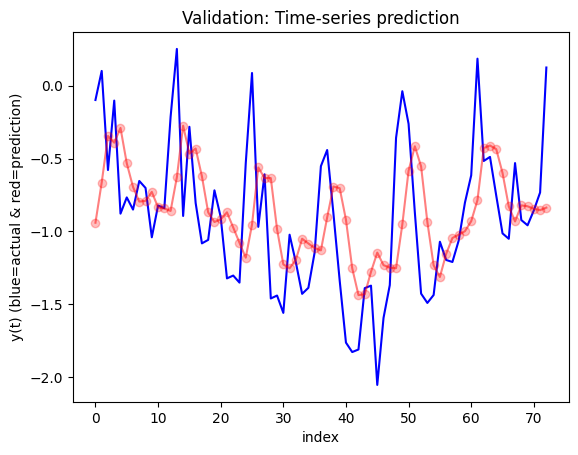 Validation: Time-series prediction
y(t) (blue=actual & red=prediction)
0.0
−0.5
−1.0
−1.5
−2.0
0 10 20 30 40 50 60 70
index